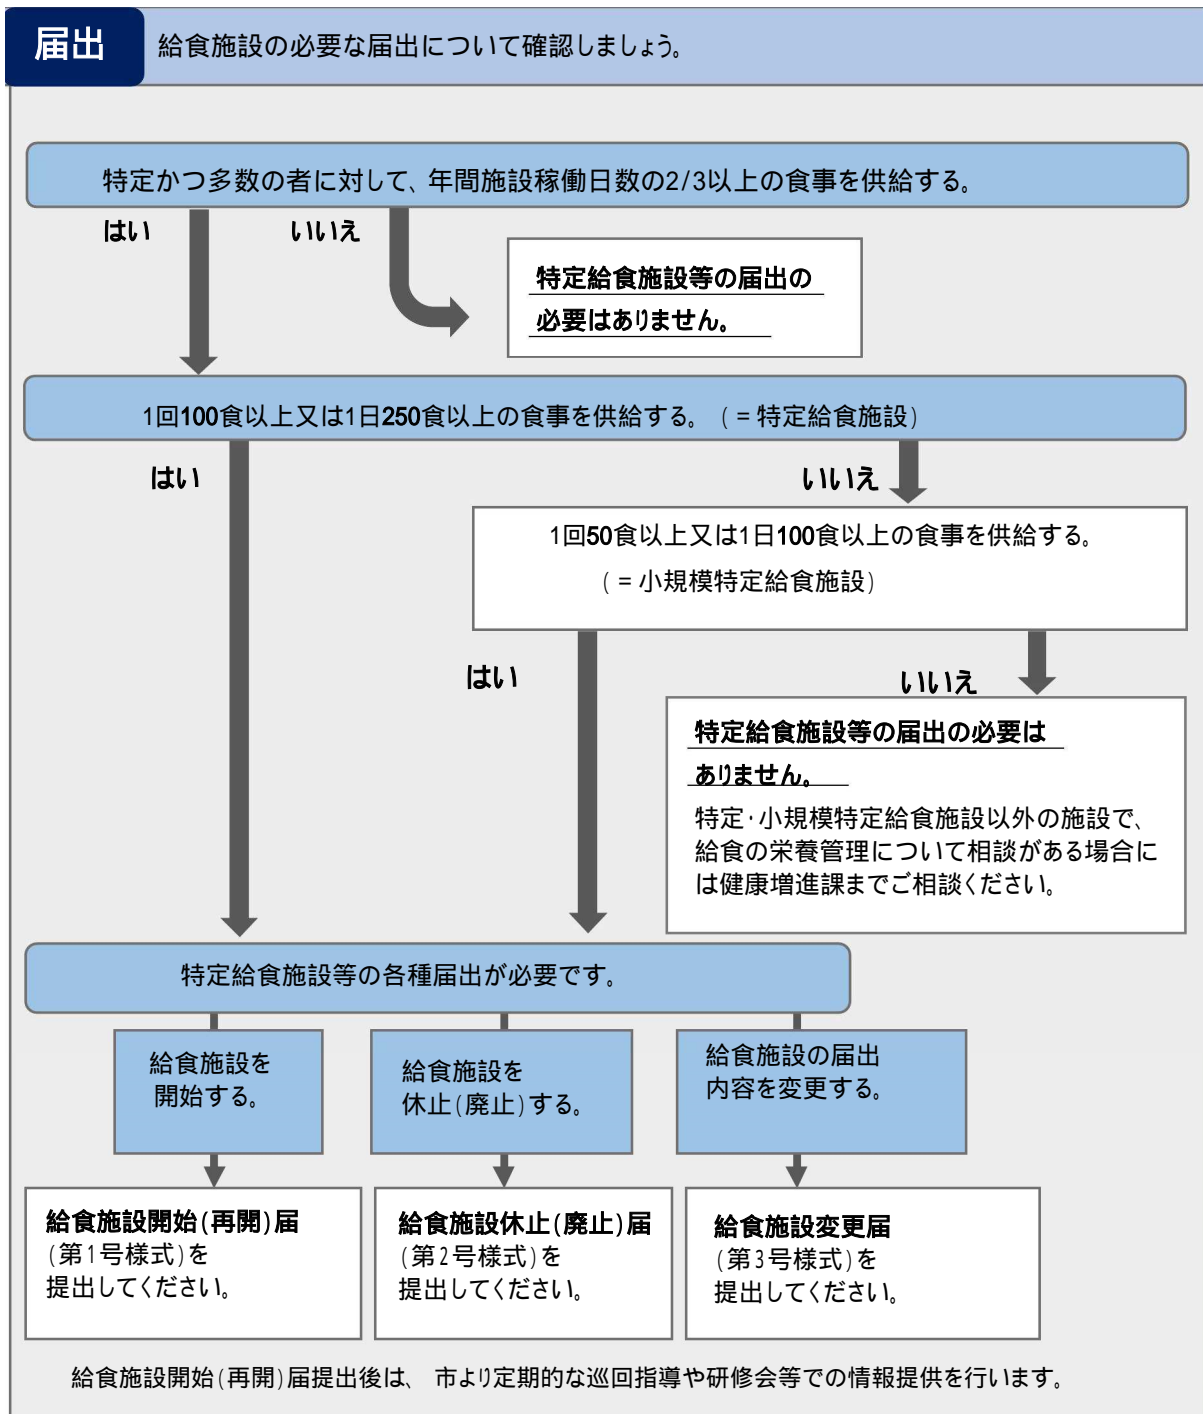 届出
給食施設の必要な届出について確認しましょう。
特定かつ多数の者に対して、年間施設稼働日数の2/3以上の食事を供給する。
はい
いいえ
特定給食施設等の届出の
必要はありません。
1回100食以上又は1日250食以上の食事を供給する。(=特定給食施設)
はい
いいえ
1回50食以上又は1日100食以上の食事を供給する。
(=小規模特定給食施設)
はい
いいえ
特定給食施設等の届出の必要は
ありません。
特定・小規模特定給食施設以外の施設で、
給食の栄養管理について相談がある場合に
は健康増進課までご相談ください。
特定給食施設等の各種届出が必要です。
給食施設を
開始する。
給食施設を
休止(廃止)する。
給食施設の届出
内容を変更する。
給食施設開始(再開)届
(第1号様式)を
提出してください。
給食施設休止(廃止)届
(第2号様式)を
提出してください。
給食施設変更届
(第3号様式)を
提出してください。
給食施設開始(再開)届提出後は、市より定期的な巡回指導や研修会等での情報提供を行います。